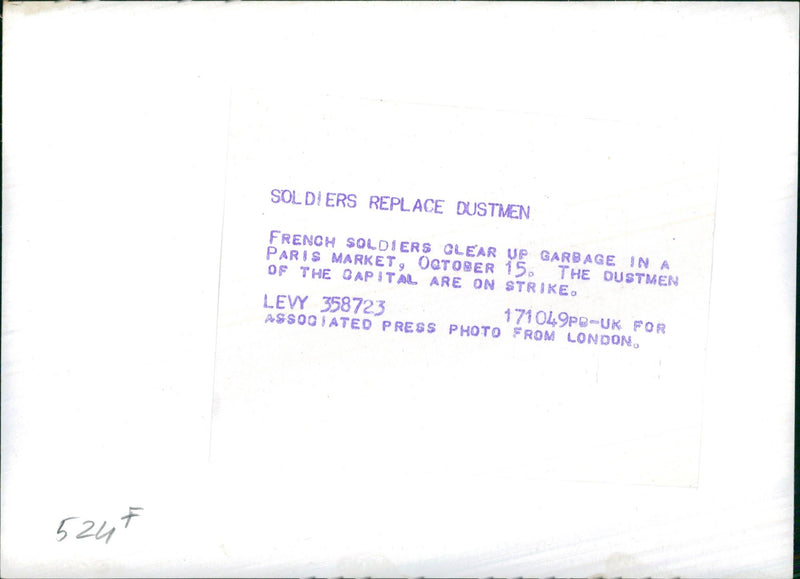 SOLDIERS REPLACE DUSTMEN
FRENCH SOLDIERS CLEAR UP GARBAGE IN A
PARIS MARKET, OCTOBER 15. THE DUSTMEN
OF THE CAPITAL ARE ON STRIKE.
LEVY 358723 171049PB-UK FOR
ASSOCIATED PRESS PHOTO FROM LONDON.
524 F